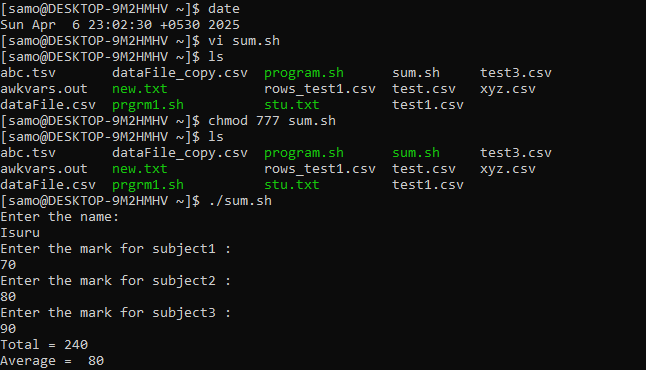 [samo@DESKTOP-9M2HMHV ~]$ date
Sun Apr  6 23:02:30 +0530 2025
[samo@DESKTOP-9M2HMHV ~]$ vi sum.sh
[samo@DESKTOP-9M2HMHV ~]$ ls
abc.tsv       dataFile_copy.csv  program.sh      sum.sh     test3.csv
awkvars.out   new.txt            rows_test1.csv  test.csv   xyz.csv
dataFile.csv  prgrm1.sh          stu.txt         test1.csv
[samo@DESKTOP-9M2HMHV ~]$ chmod 777 sum.sh
[samo@DESKTOP-9M2HMHV ~]$ ls
abc.tsv       dataFile_copy.csv  program.sh      sum.sh     test3.csv
awkvars.out   new.txt            rows_test1.csv  test.csv   xyz.csv
dataFile.csv  prgrm1.sh          stu.txt         test1.csv
[samo@DESKTOP-9M2HMHV ~]$ ./sum.sh
Enter the name:
Isuru
Enter the mark for subject1 :
70
Enter the mark for subject2 :
80
Enter the mark for subject3 :
90
Total = 240
Average =  80